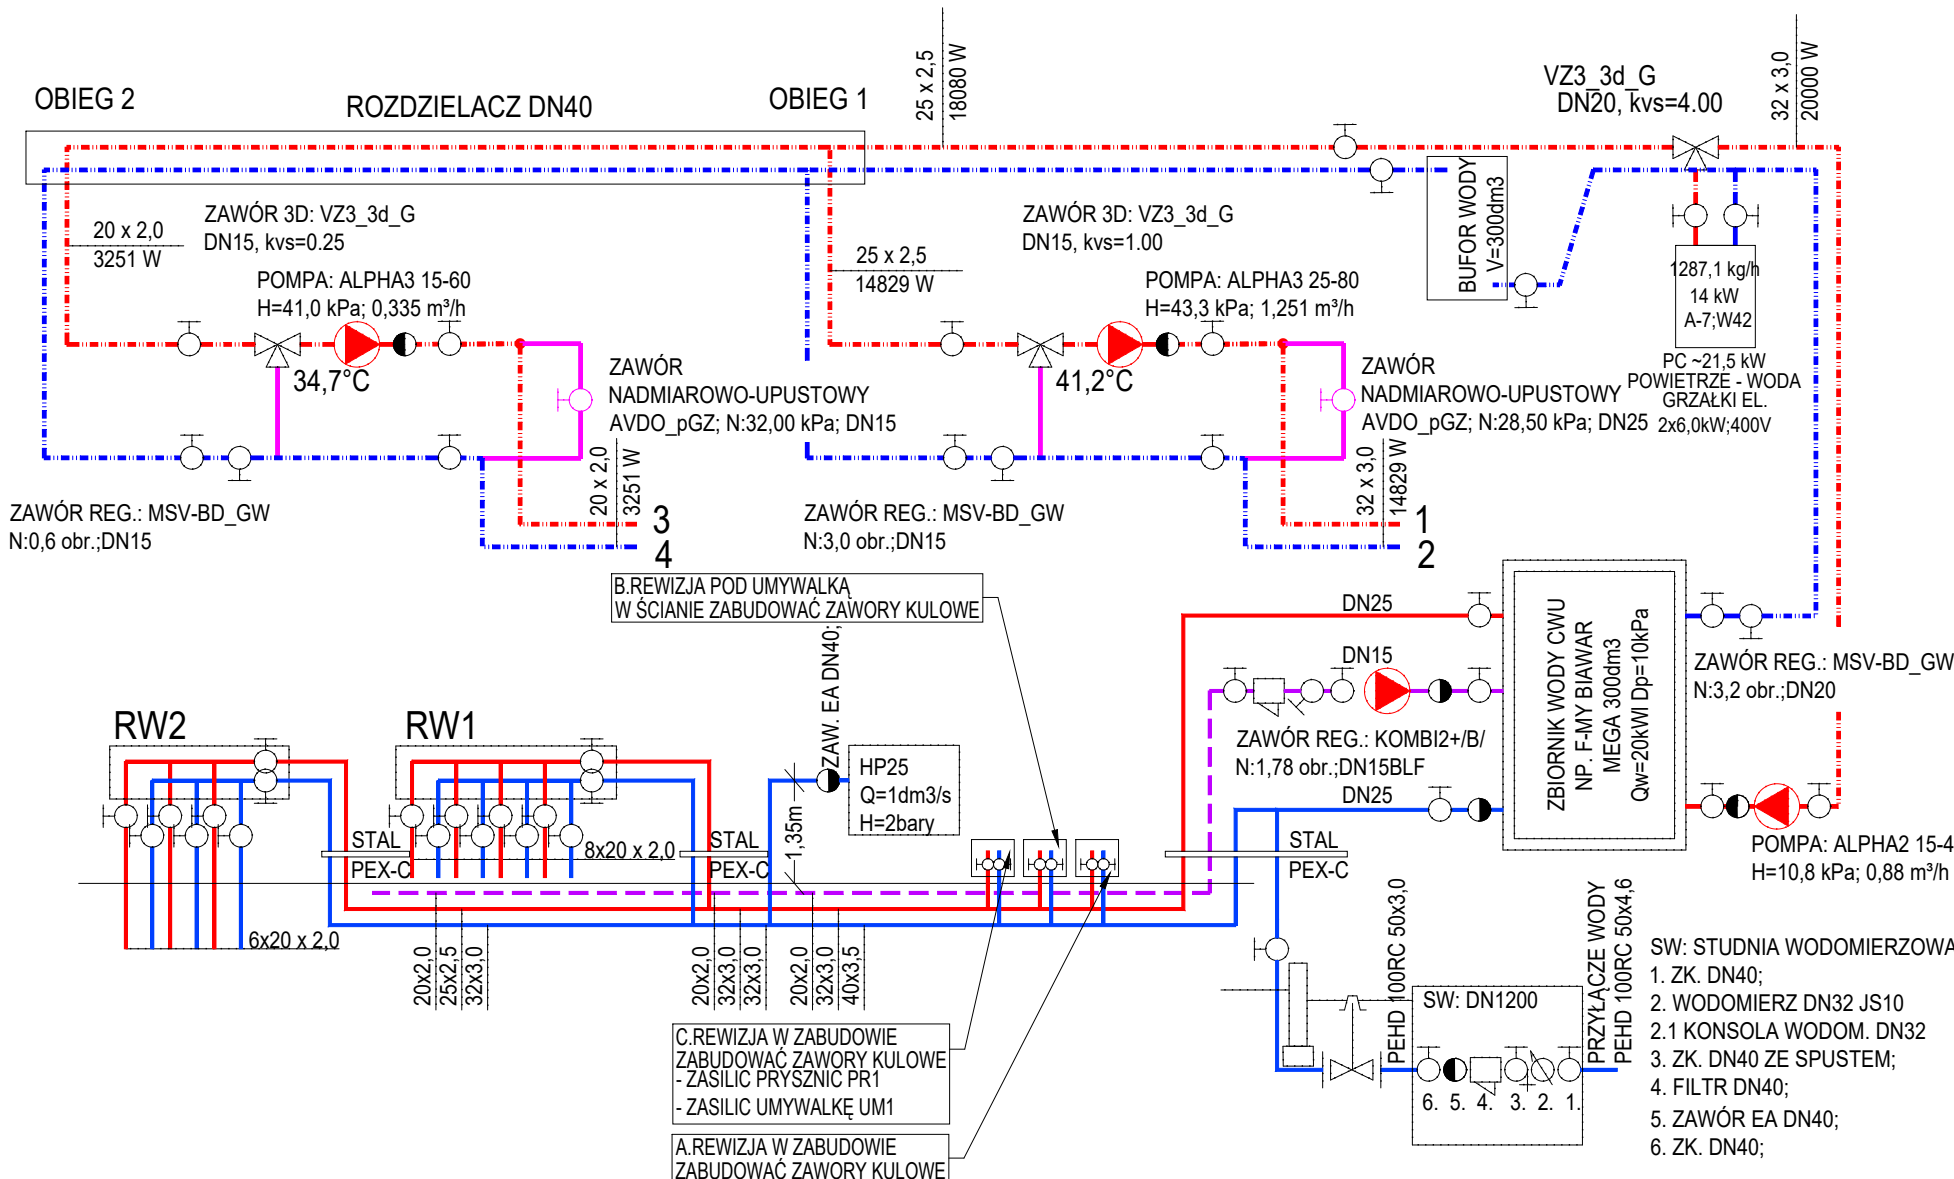 OBIEG 2
ROZDZIELACZ DN40
OBIEG 1
25 x 2,5
18080 W
VZ3_3d_G
DN20, kvs=4.00
32 x 3,0
20000 W
ZAWÓR 3D: VZ3_3d_G
DN15, kvs=0.25
20 x 2,0
3251 W
POMPA: ALPHA3 15-60
H=41,0 kPa; 0,335 m³/h
34,7°C
ZAWÓR
NADMIAROWO-UPUSTOWY
AVDO_pGZ; N:32,00 kPa; DN15
20 x 2,0
3251 W
ZAWÓR REG.: MSV-BD_GW
N:0,6 obr.;DN15
3
4
ZAWÓR 3D: VZ3_3d_G
DN15, kvs=1.00
25 x 2,5
14829 W
POMPA: ALPHA3 25-80
H=43,3 kPa; 1,251 m³/h
41,2°C
ZAWÓR
NADMIAROWO-UPUSTOWY
AVDO_pGZ; N:28,50 kPa; DN25
32 x 3,0
14829 W
ZAWÓR REG.: MSV-BD_GW
N:3,0 obr.;DN15
1
2
BUFOR WODY
V=300dm3
1287,1 kg/h
14 kW
A-7;W42
PC ~21,5 kW
POWIETRZE - WODA
GRZAŁKI EL.
2x6,0kW;400V
B.REWIZJA POD UMYWALKĄ
W ŚCIANIE ZABUDOWAĆ ZAWORY KULOWE
DN25
DN15
ZAWÓR REG.: KOMBI2+/B/
N:1,78 obr.;DN15BLF
DN25
ZBIORNIK WODY CWU
NP. F-MY BIAWAR
MEGA 300dm3
Qw=20kWl Dp=10kPa
ZAWÓR REG.: MSV-BD_GW
N:3,2 obr.;DN20
POMPA: ALPHA2 15-4
H=10,8 kPa; 0,88 m³/h
RW2
RW1
ZAW. EA DN40;
HP25
Q=1dm3/s
H=2bary
1,35m
STAL
PEX-C
8x20 x 2,0
STAL
PEX-C
STAL
PEX-C
6x20 x 2,0
20x2,0
25x2,5
32x3,0
20x2,0
32x3,0
32x3,0
20x2,0
32x3,0
40x3,5
C.REWIZJA W ZABUDOWIE
ZABUDOWAĆ ZAWORY KULOWE
- ZASILIC PRYSZNIC PR1
- ZASILIC UMYWALKĘ UM1
A.REWIZJA W ZABUDOWIE
ZABUDOWAĆ ZAWORY KULOWE
PEHD 100RC 50x3,0
SW: DN1200
6. 5. 4. 3. 2. 1.
PRZYŁĄCZE WODY
PEHD 100RC 50x4,6
SW: STUDNIA WODOMIERZOWA
1. ZK. DN40;
2. WODOMIERZ DN32 JS10
2.1 KONSOLA WODOM. DN32
3. ZK. DN40 ZE SPUSTEM;
4. FILTR DN40;
5. ZAWÓR EA DN40;
6. ZK. DN40;